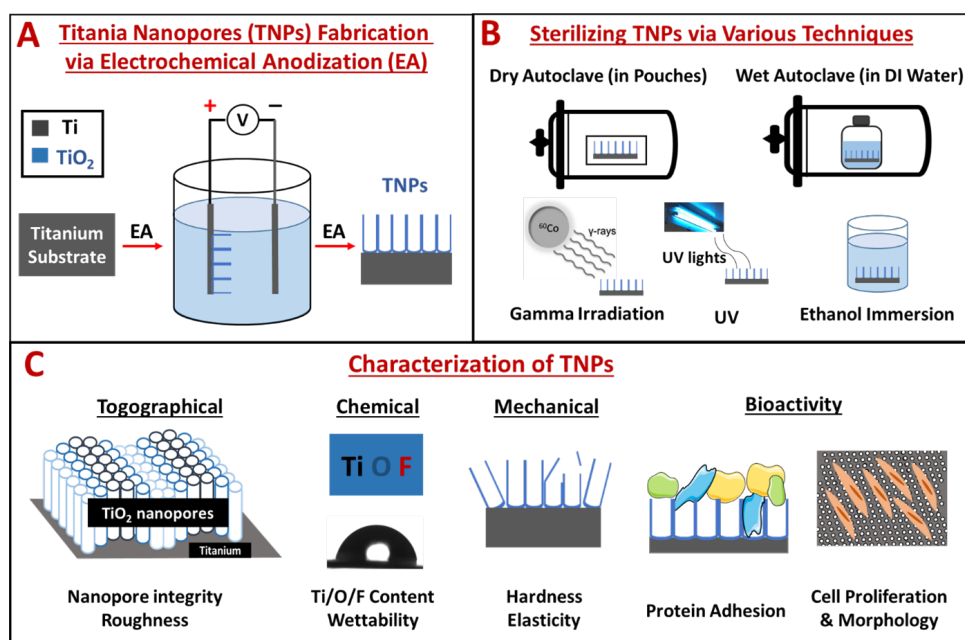 A
Titania Nanopores (TNPs) Fabrication
via Electrochemical Anodization (EA)
+
−
V
Ti
TiO₂
Titanium
Substrate
EA
EA
TNPs
B
Sterilizing TNPs via Various Techniques
Dry Autoclave (in Pouches)
Wet Autoclave (in DI Water)
⁶⁰Co
γ-rays
UV lights
Gamma Irradiation
UV
Ethanol Immersion
C
Characterization of TNPs
Togographical
Chemical
Mechanical
Bioactivity
TiO₂ nanopores
Titanium
Ti O F
Nanopore integrity
Roughness
Ti/O/F Content
Wettability
Hardness
Elasticity
Protein Adhesion
Cell Proliferation
& Morphology